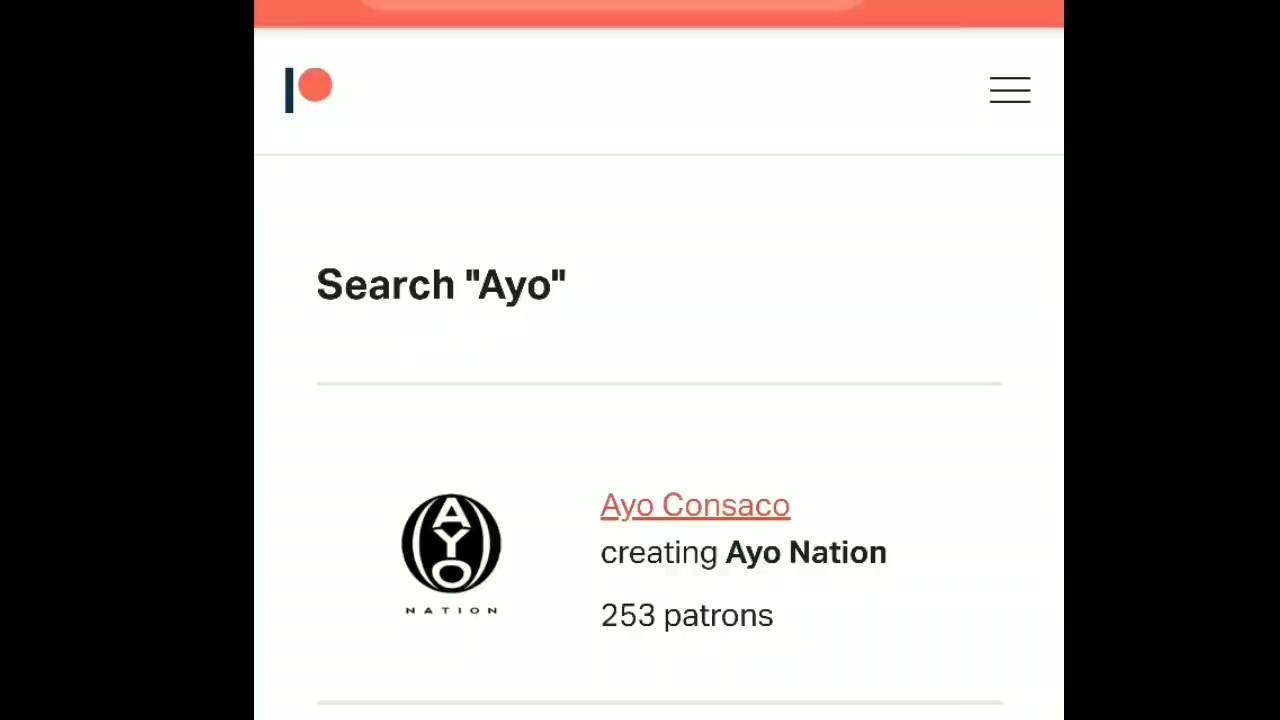 Search "Ayo"
AYO
NATION
Ayo Consaco
creating Ayo Nation
253 patrons